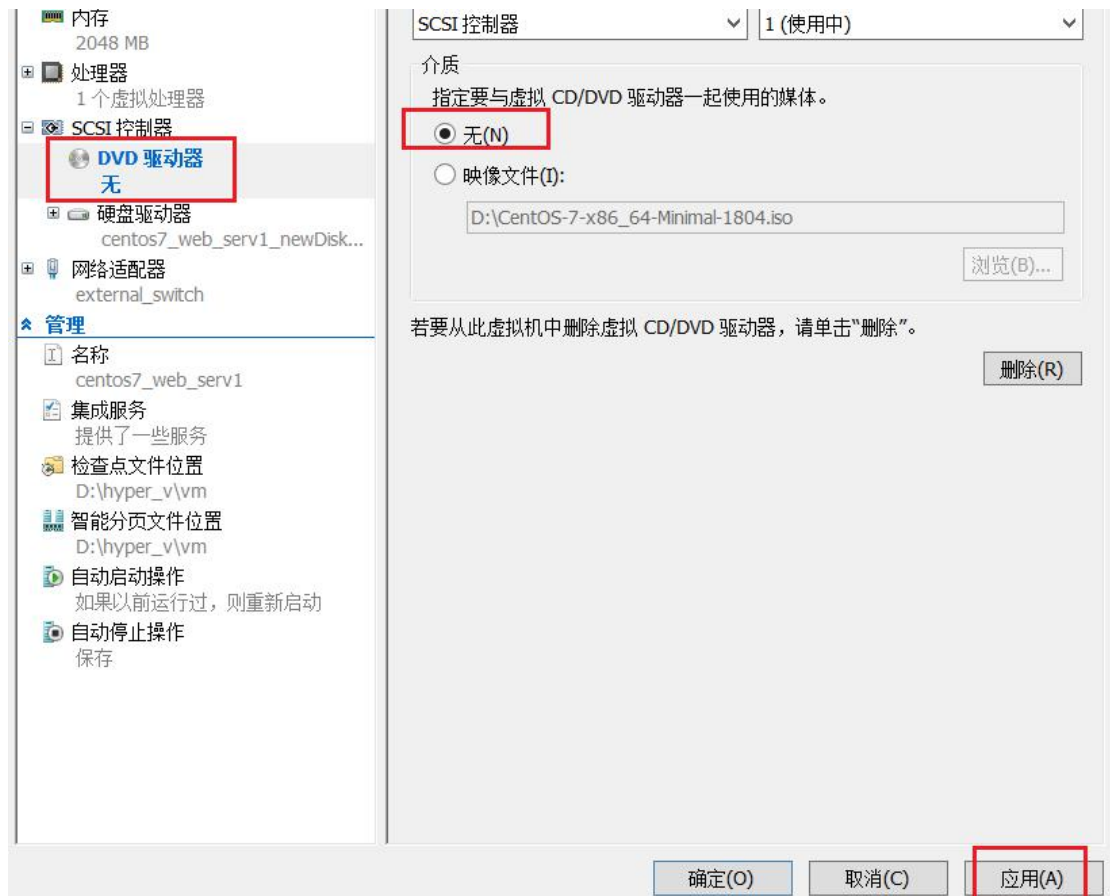 内存
2048 MB
处理器
1 个虚拟处理器
SCSI 控制器
DVD 驱动器
无
硬盘驱动器
centos7_web_serv1_newDisk...
网络适配器
external_switch
管理
名称
centos7_web_serv1
集成服务
提供了一些服务
检查点文件位置
D:\hyper_v\vm
智能分页文件位置
D:\hyper_v\vm
自动启动操作
如果以前运行过，则重新启动
自动停止操作
保存
SCSI 控制器
1 (使用中)
介质
指定要与虚拟 CD/DVD 驱动器一起使用的媒体。
无(N)
映像文件(I):
D:\CentOS-7-x86_64-Minimal-1804.iso
浏览(B)...
若要从此虚拟机中删除虚拟 CD/DVD 驱动器，请单击“删除”。
删除(R)
确定(O)
取消(C)
应用(A)